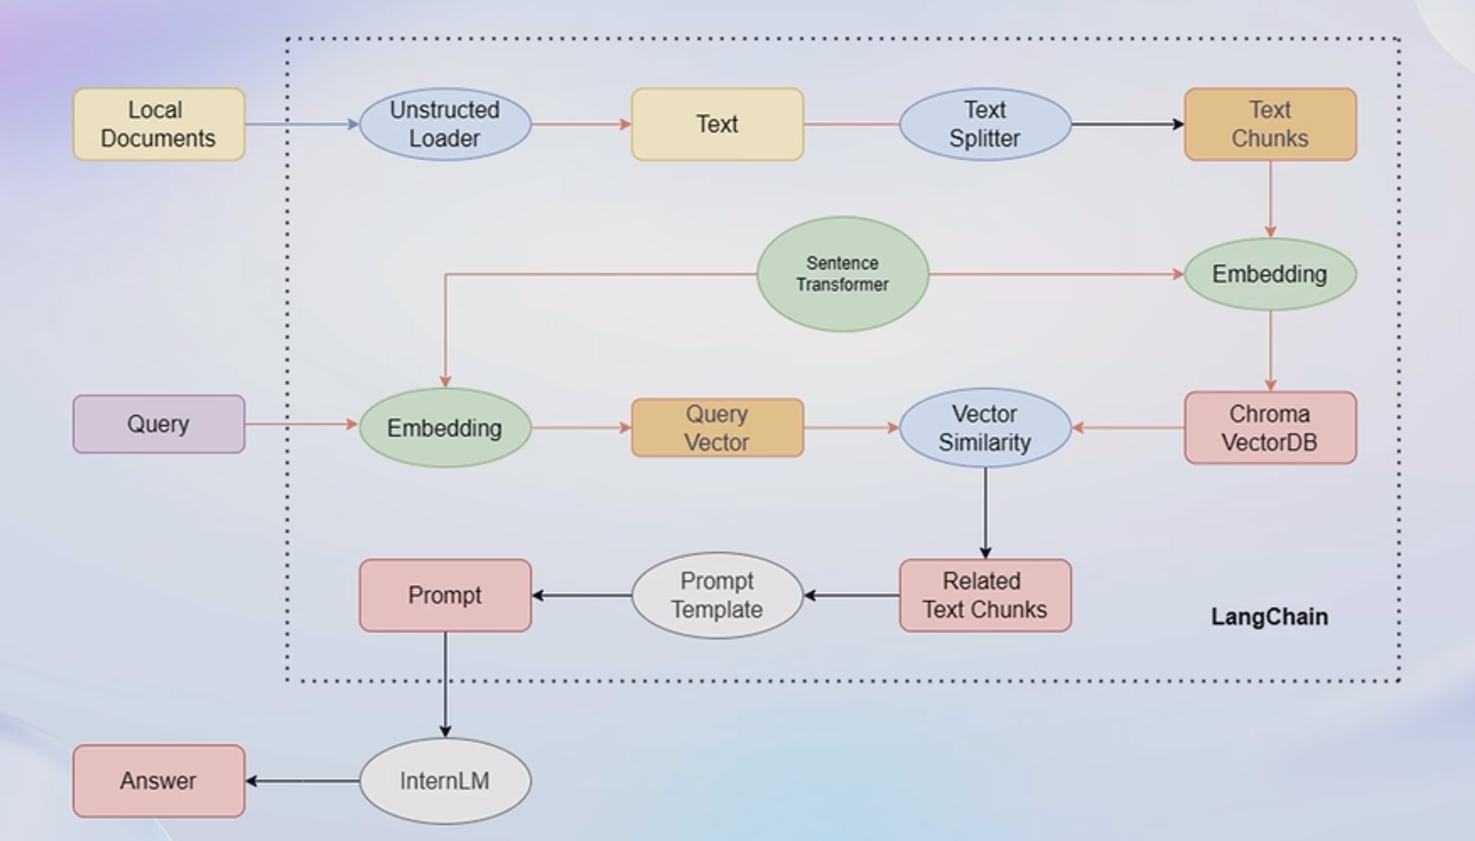 Local
Documents
Unstructed
Loader
Text
Text
Splitter
Text
Chunks
Sentence
Transformer
Embedding
Query
Embedding
Query
Vector
Vector
Similarity
Chroma
VectorDB
Prompt
Prompt
Template
Related
Text Chunks
LangChain
Answer
InternLM